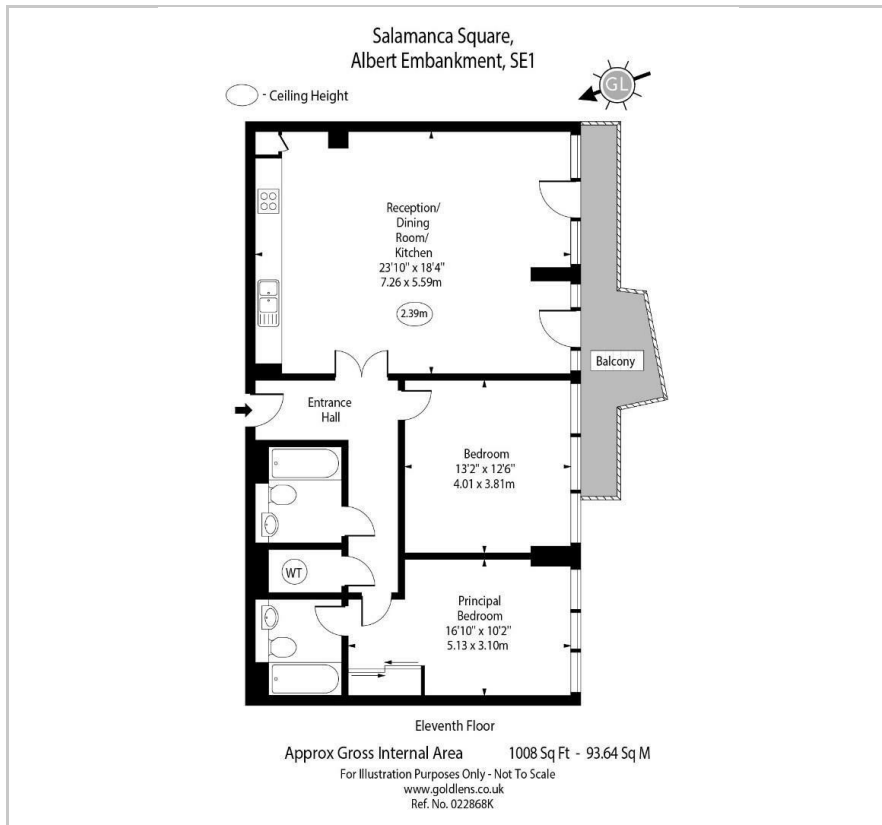 Salamanca Square,
Albert Embankment, SE1
- Ceiling Height
GL
Reception/
Dining
Room/
Kitchen
23'10" x 18'4"
7.26 x 5.59m
2.39m
Balcony
Entrance
Hall
Bedroom
13'2" x 12'6"
4.01 x 3.81m
WT
Principal
Bedroom
16'10" x 10'2"
5.13 x 3.10m
Eleventh Floor
Approx Gross Internal Area 1008 Sq Ft - 93.64 Sq M
For Illustration Purposes Only - Not To Scale
www.goldlens.co.uk
Ref. No. 022868K